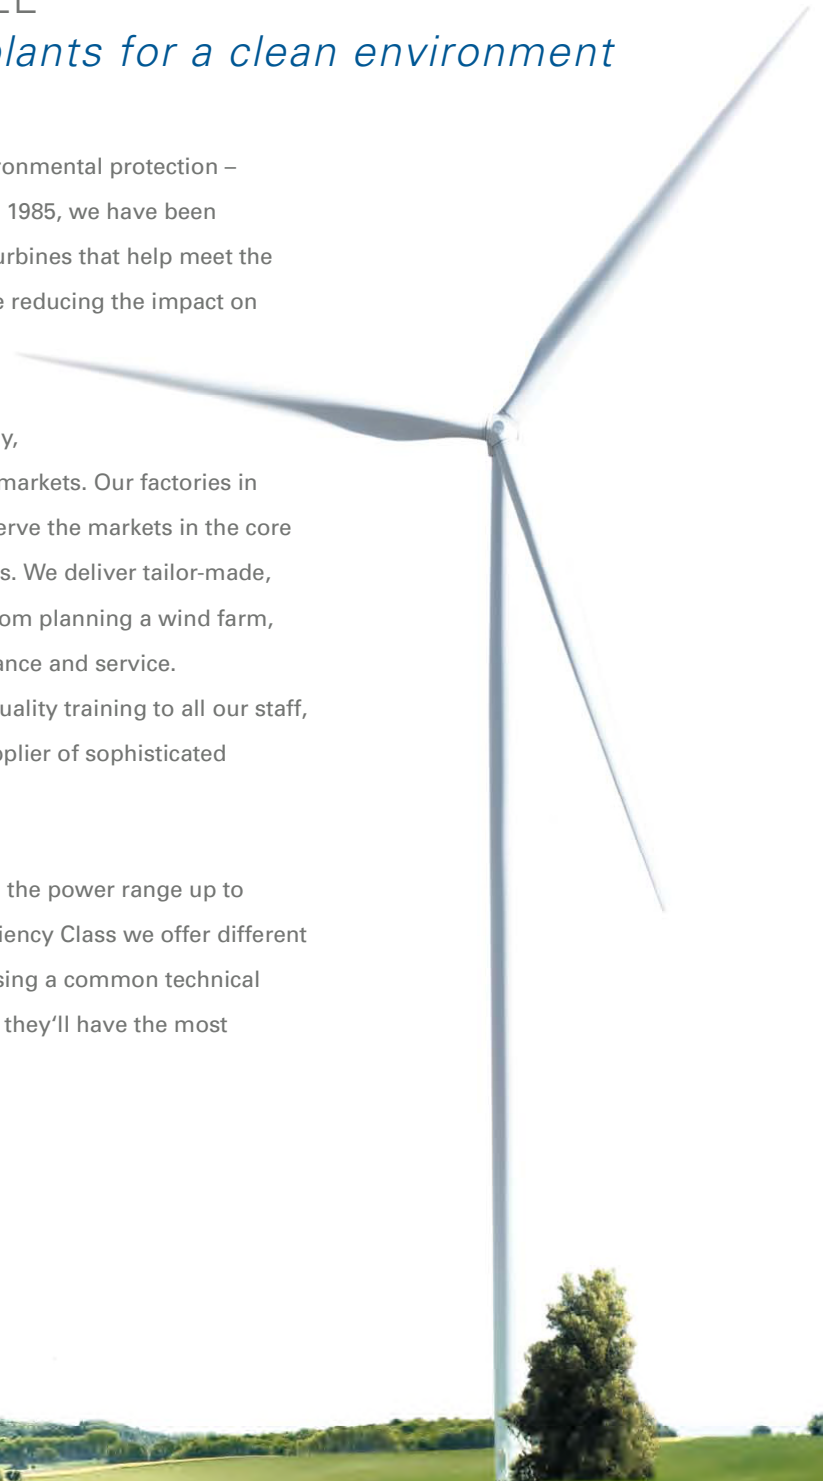 plants for a clean environment
ronmental protection –
1985, we have been
urbines that help meet the
e reducing the impact on
y,
markets. Our factories in
erve the markets in the core
s. We deliver tailor-made,
om planning a wind farm,
ance and service.
uality training to all our staff,
pplier of sophisticated
the power range up to
iency Class we offer different
sing a common technical
they‘ll have the most